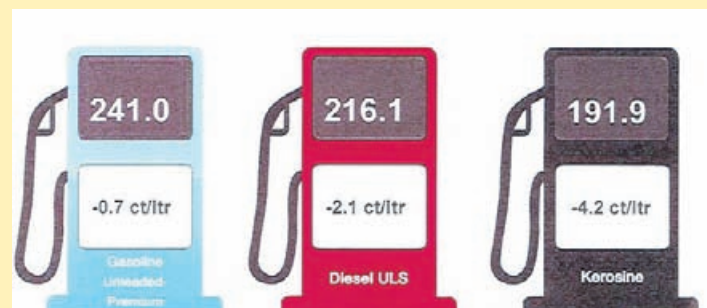 241.0
216.1
191.9
-0.7 ct/ltr
-2.1 ct/ltr
-4.2 ct/ltr
Gasoline
Unleaded
Premium
Diesel ULS
Kerosine